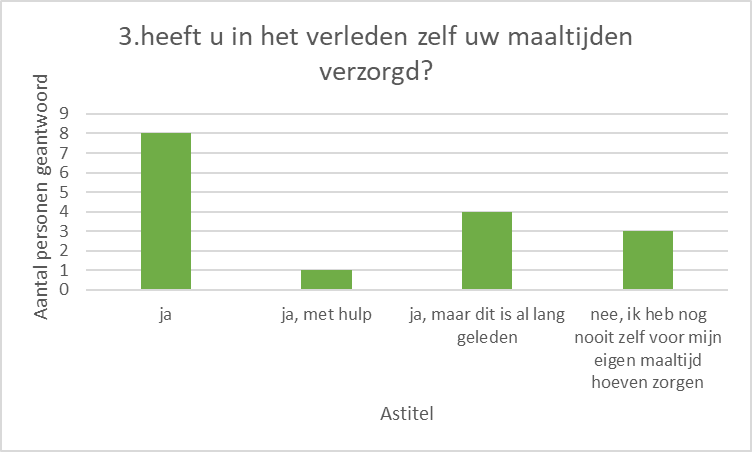 3.heeft u in het verleden zelf uw maaltijden
verzorgd?
Aantal personen geantwoord
9
8
7
6
5
4
3
2
1
0
ja
ja, met hulp
ja, maar dit is al lang
geleden
nee, ik heb nog
nooit zelf voor mijn
eigen maaltijd
hoeven zorgen
Astitel